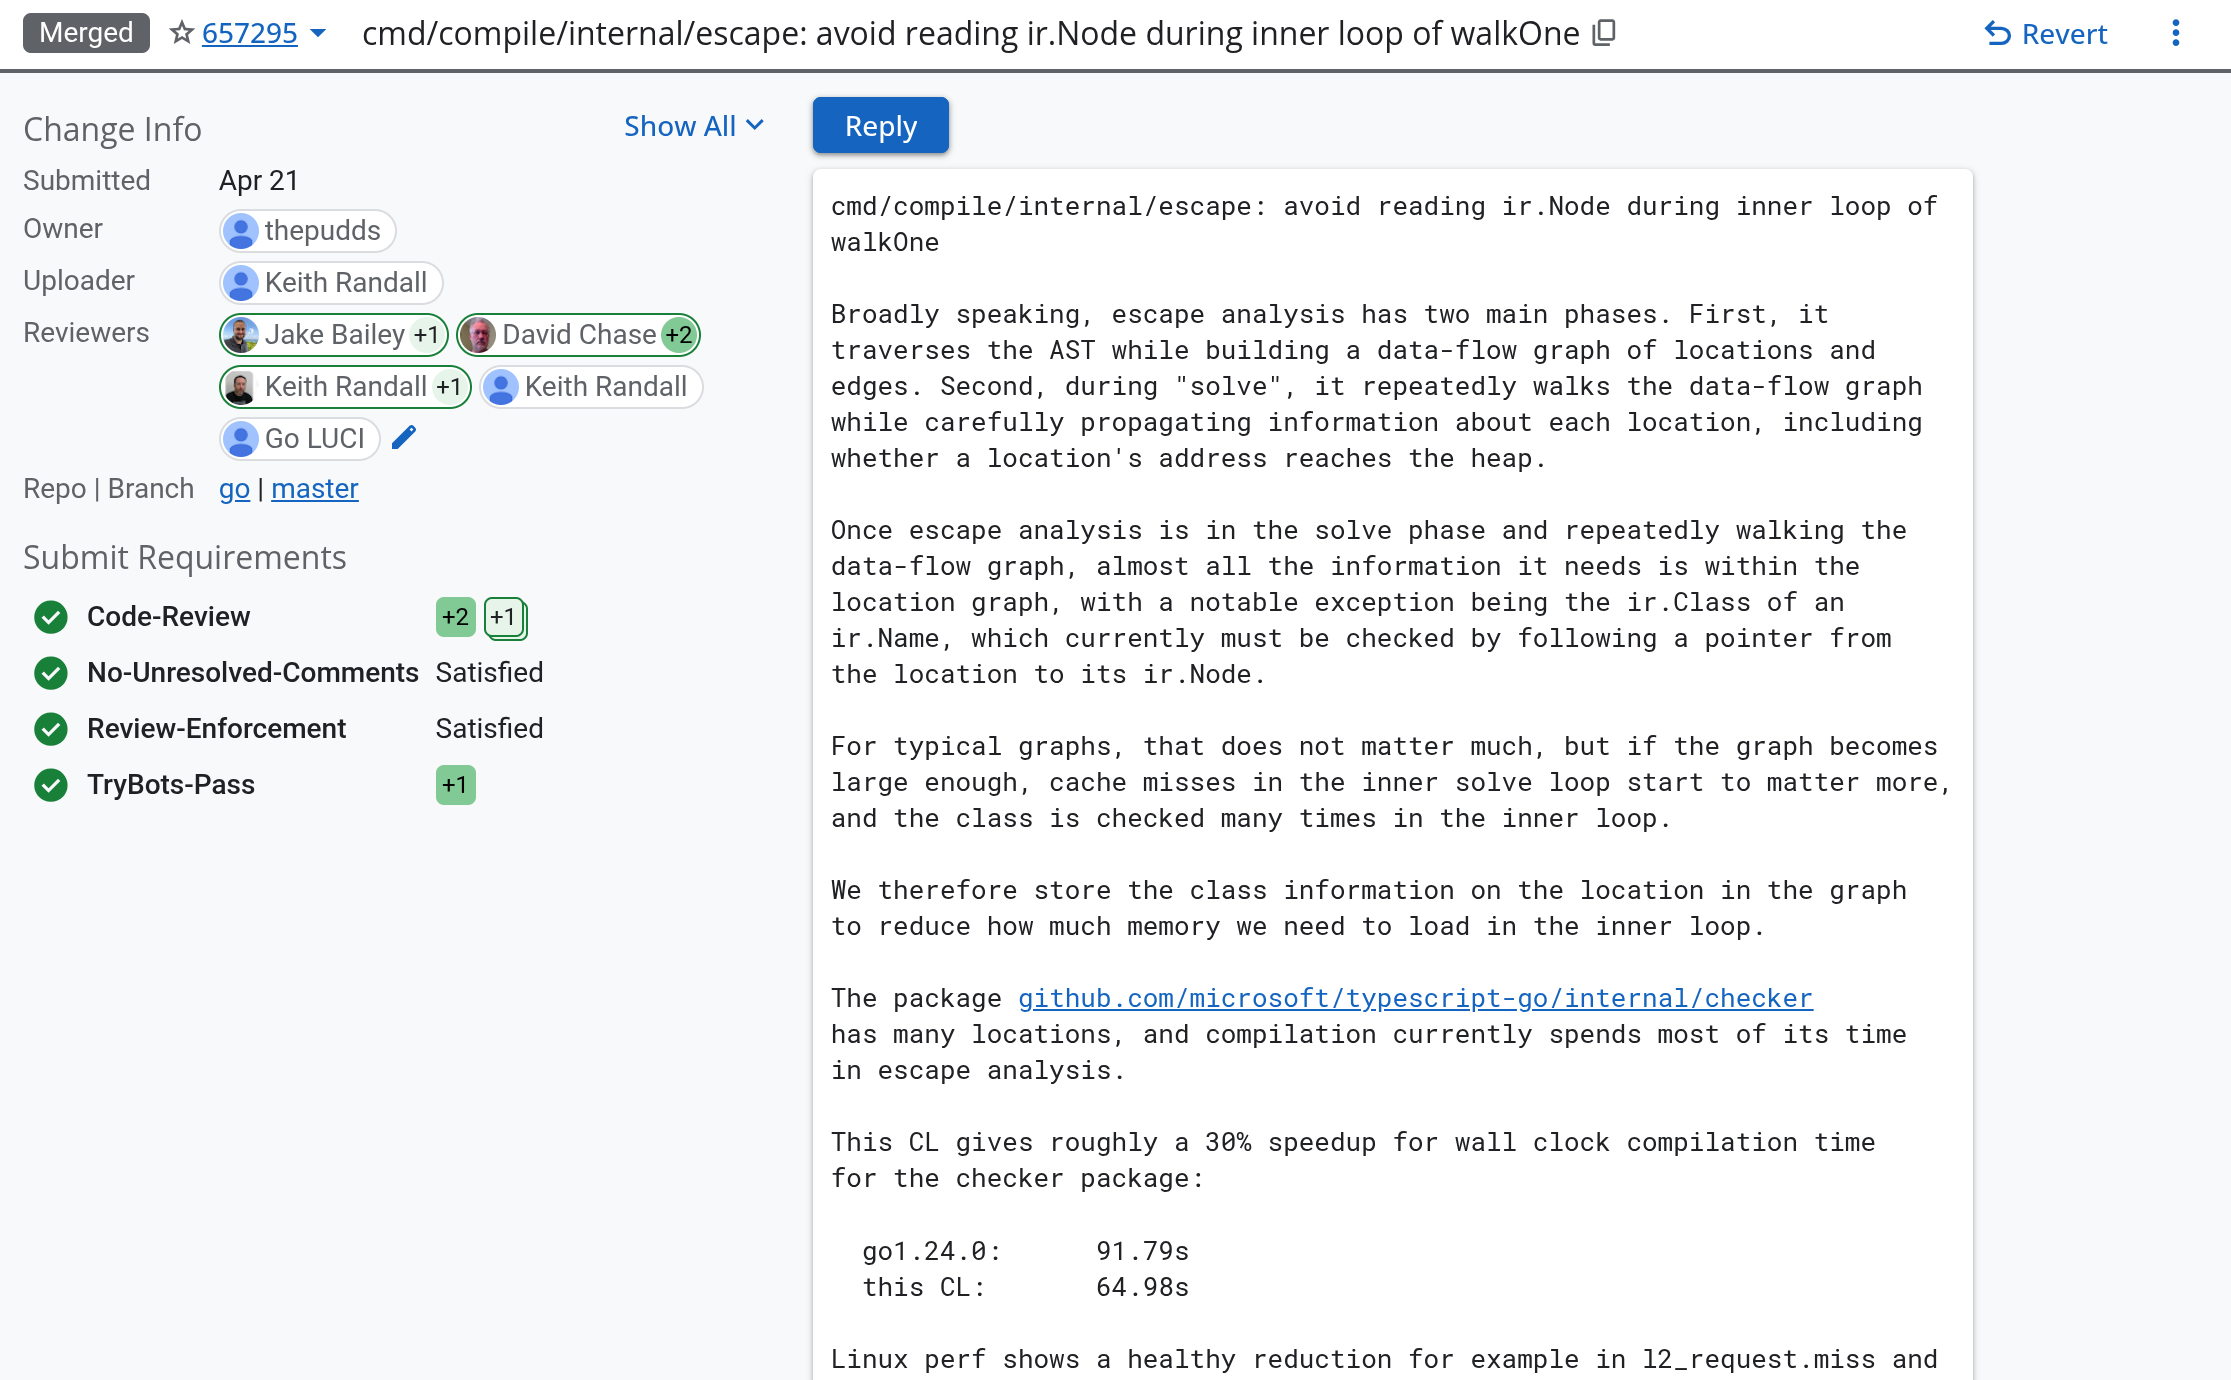 Merged 657295 cmd/compile/internal/escape: avoid reading ir.Node during inner loop of walkOne Revert
Change Info Show All
Submitted Apr 21
Owner thepudds
Uploader Keith Randall
Reviewers Jake Bailey +1 David Chase +2
Keith Randall +1 Keith Randall
Go LUCI
Repo | Branch go | master
Submit Requirements
Code-Review +2 +1
No-Unresolved-Comments Satisfied
Review-Enforcement Satisfied
TryBots-Pass +1
Reply
cmd/compile/internal/escape: avoid reading ir.Node during inner loop of
walkOne
Broadly speaking, escape analysis has two main phases. First, it
traverses the AST while building a data-flow graph of locations and
edges. Second, during "solve", it repeatedly walks the data-flow graph
while carefully propagating information about each location, including
whether a location's address reaches the heap.
Once escape analysis is in the solve phase and repeatedly walking the
data-flow graph, almost all the information it needs is within the
location graph, with a notable exception being the ir.Class of an
ir.Name, which currently must be checked by following a pointer from
the location to its ir.Node.
For typical graphs, that does not matter much, but if the graph becomes
large enough, cache misses in the inner solve loop start to matter more,
and the class is checked many times in the inner loop.
We therefore store the class information on the location in the graph
to reduce how much memory we need to load in the inner loop.
The package github.com/microsoft/typescript-go/internal/checker
has many locations, and compilation currently spends most of its time
in escape analysis.
This CL gives roughly a 30% speedup for wall clock compilation time
for the checker package:
go1.24.0: 91.79s
this CL: 64.98s
Linux perf shows a healthy reduction for example in l2_request.miss and